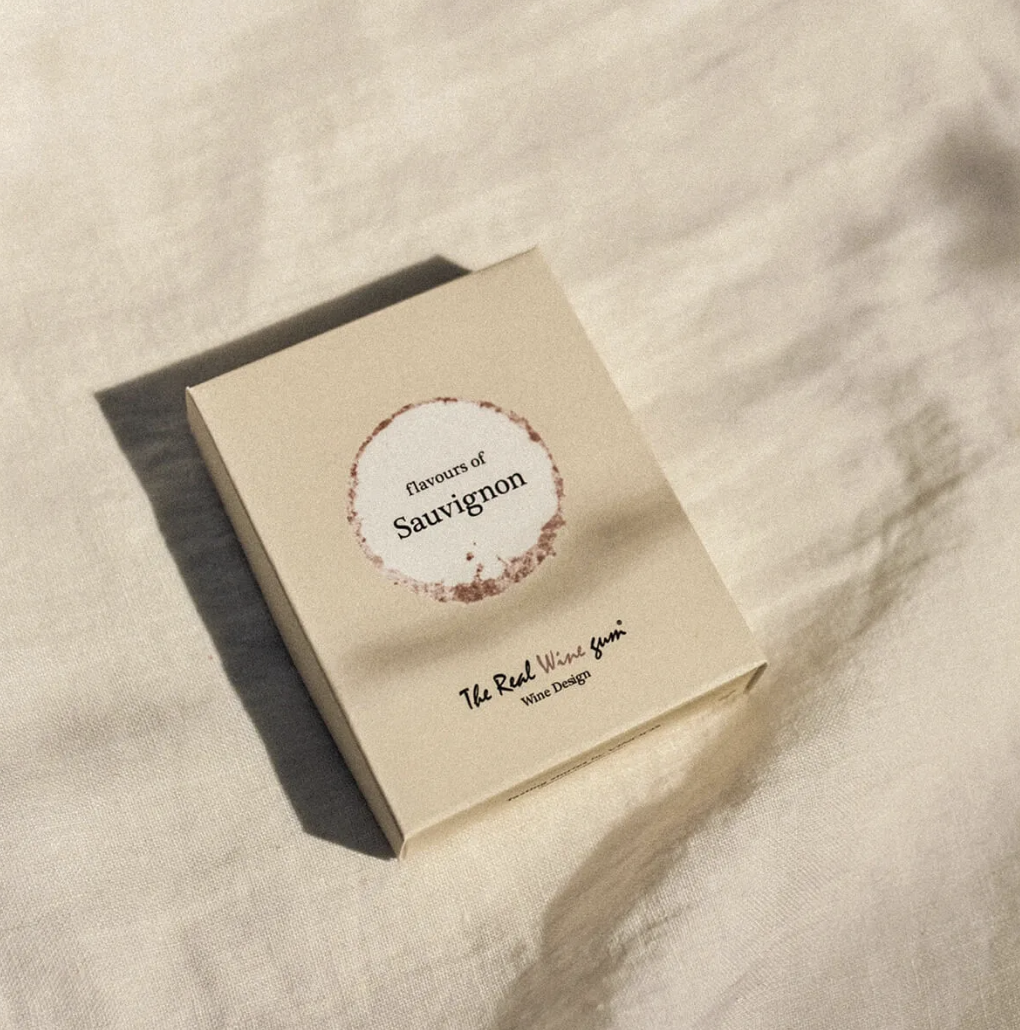 flavours of
Sauvignon
The Real Wine gum
Wine Design